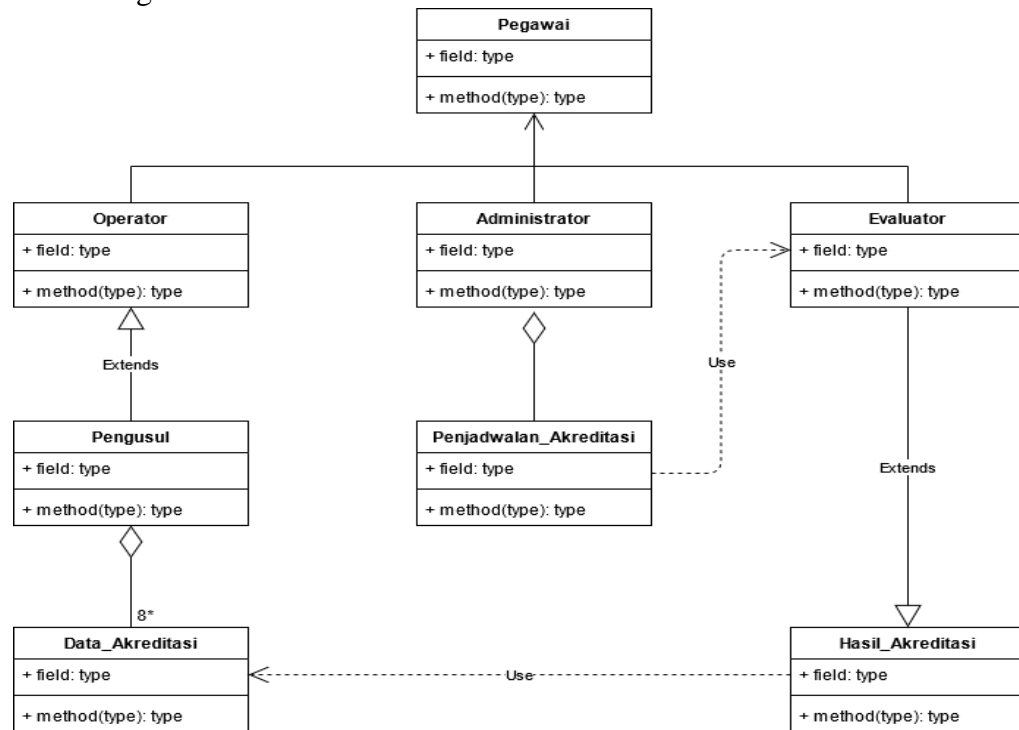 Pegawai
+ field: type
+ method(type): type
Operator
+ field: type
+ method(type): type
Administrator
+ field: type
+ method(type): type
Evaluator
+ field: type
+ method(type): type
Use
Extends
Pengusul
+ field: type
+ method(type): type
Penjadwalan_Akreditasi
+ field: type
+ method(type): type
Extends
8*
Data_Akreditasi
+ field: type
+ method(type): type
Use
Hasil_Akreditasi
+ field: type
+ method(type): type